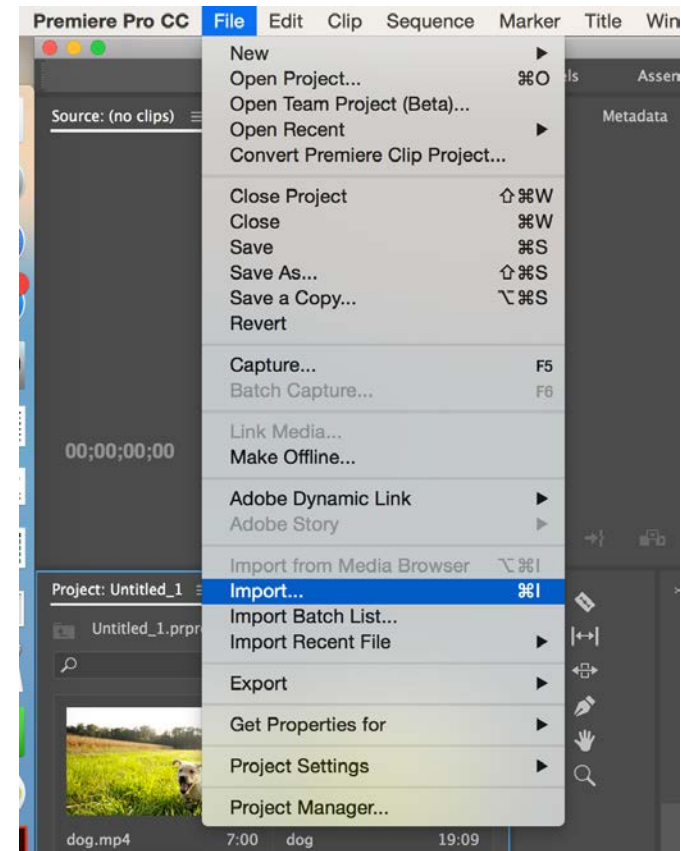 Premiere Pro CC File Edit Clip Sequence Marker Title Win
New
Open Project... ⌘O
Open Team Project (Beta)...
Open Recent
Convert Premiere Clip Project...
Close Project ⇧⌘W
Close ⌘W
Save ⌘S
Save As... ⇧⌘S
Save a Copy... ⌥⌘S
Revert
Capture... F5
Batch Capture... F6
Link Media...
Make Offline...
Adobe Dynamic Link
Adobe Story
Import from Media Browser ⌥⌘I
Import... ⌘I
Import Batch List...
Import Recent File
Export
Get Properties for
Project Settings
Project Manager...
Source: (no clips)
ls Assem
Metadata
00;00;00;00
Project: Untitled_1
Untitled_1.prpr
dog.mp4 7:00 dog 19:09